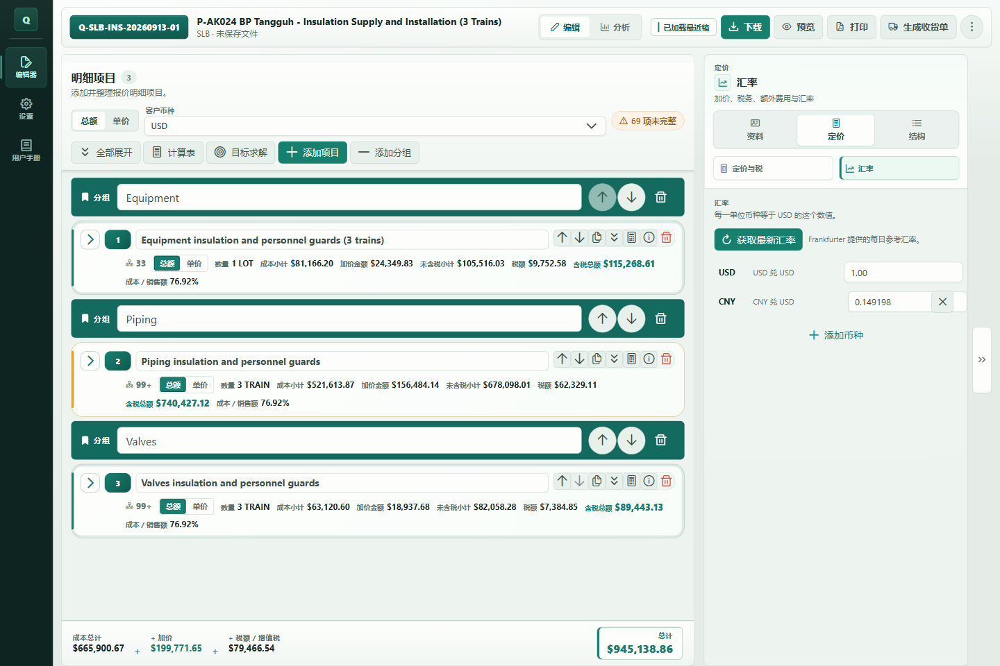 Q
编辑器
设置
用户手册
Q-SLB-INS-20260913-01
P-AK024 BP Tangguh - Insulation Supply and Installation (3 Trains)
SLB · 未保存文件
编辑
分析
已加载最近稿
下载
预览
打印
生成收货单
明细项目 3
添加并整理报价明细项目。
总额
单价
客户币种
USD
69 项未完整
全部展开
计算表
目标求解
添加项目
添加分组
分组
Equipment
1
Equipment insulation and personnel guards (3 trains)
33 总额 单价 数量 1 LOT 成本小计 $81,166.20 加价金额 $24,349.83 未含税小计 $105,516.03 税额 $9,752.58 含税总额 $115,268.61
成本 / 销售额 76.92%
分组
Piping
2
Piping insulation and personnel guards
99+ 总额 单价 数量 3 TRAIN 成本小计 $521,613.87 加价金额 $156,484.14 未含税小计 $678,098.01 税额 $62,329.11
含税总额 $740,427.12 成本 / 销售额 76.92%
分组
Valves
3
Valves insulation and personnel guards
99+ 总额 单价 数量 3 TRAIN 成本小计 $63,120.60 加价金额 $18,937.68 未含税小计 $82,058.28 税额 $7,384.85 含税总额 $89,443.13
成本 / 销售额 76.92%
成本总计
$665,900.67
+
+ 加价
$199,771.65
+
+ 税额 / 增值税
$79,466.54
总计
$945,138.86
定价
汇率
加价、税务、额外费用与汇率
资料
定价
结构
定价与税
汇率
汇率
每一单位币种等于 USD 的这个数值。
获取最新汇率
Frankfurter 提供的每日参考汇率。
USD USD 兑 USD 1.00
CNY CNY 兑 USD 0.149198
添加币种